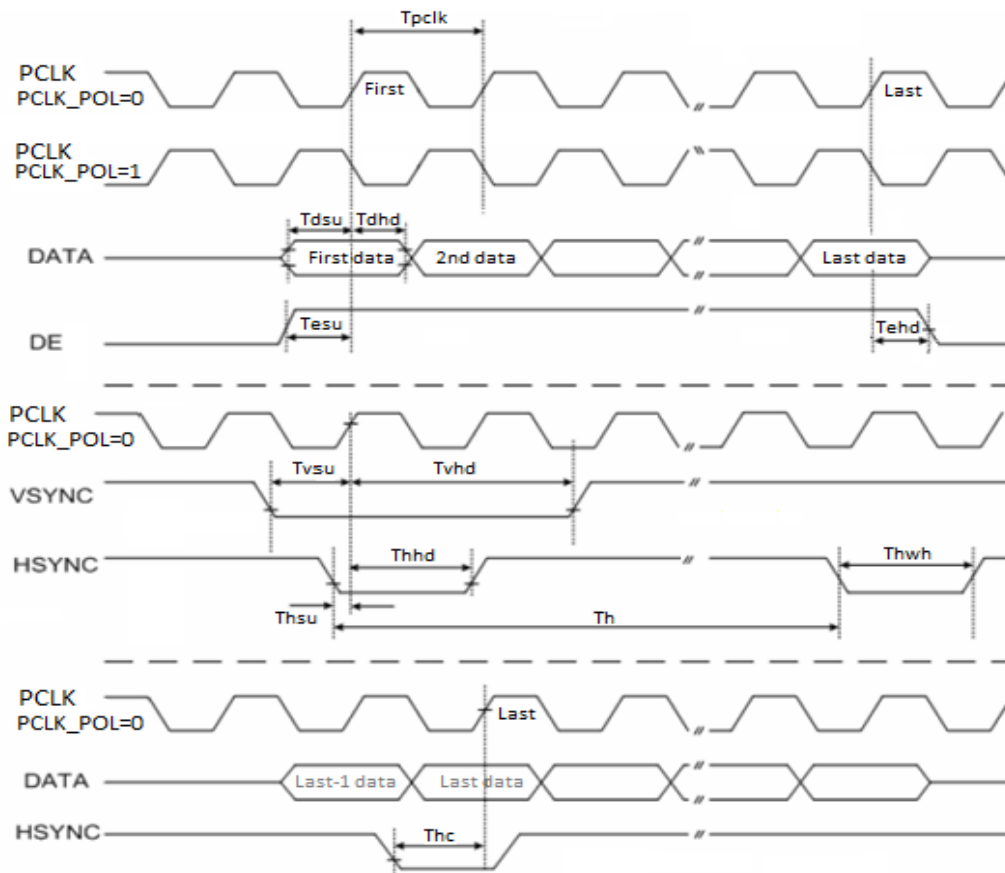 Tpclk
PCLK
PCLK_POL=0
First
Last
PCLK
PCLK_POL=1
Tdsu Tdhd
DATA
First data
2nd data
Last data
Tesu
Tehd
DE
PCLK
PCLK_POL=0
Tvsu
Tvhd
VSYNC
HSYNC
Thhd
Thwh
Thsu
Th
PCLK
PCLK_POL=0
Last
DATA
Last-1 data
Last data
HSYNC
Thc